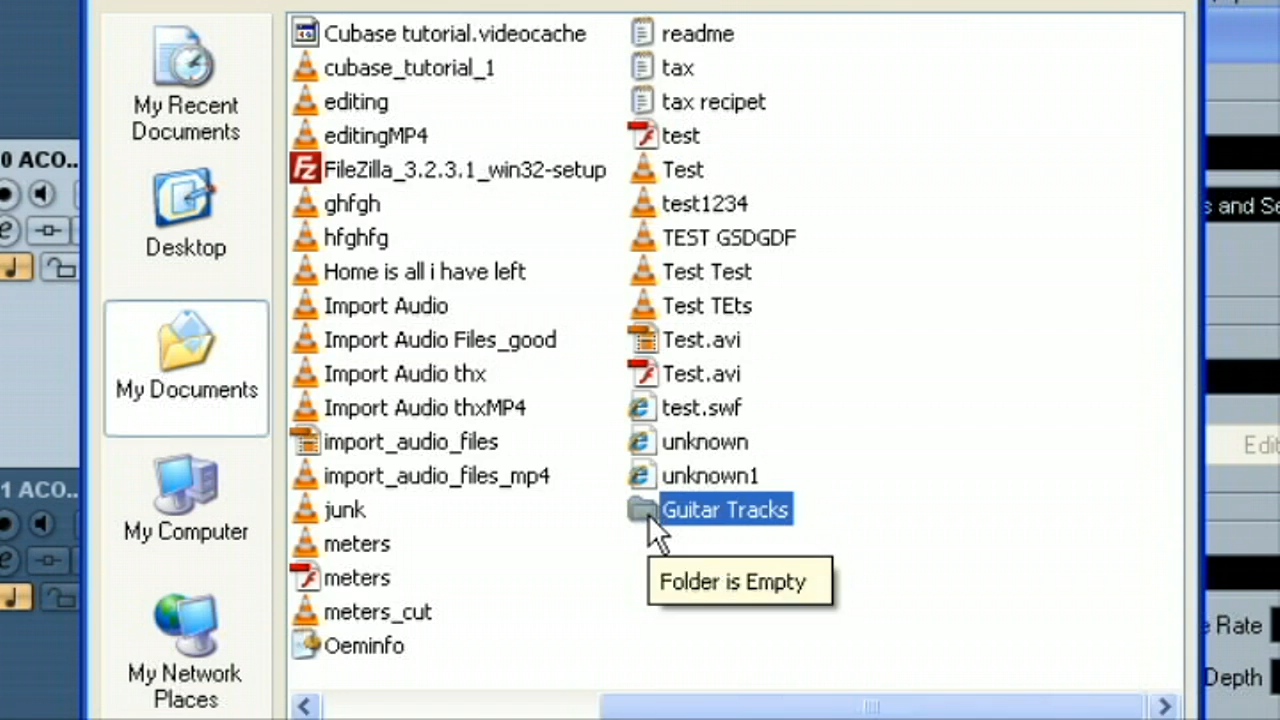 My Recent
Documents
Desktop
My Documents
My Computer
My Network
Places
Cubase tutorial.videocache
cubase_tutorial_1
editing
editingMP4
FileZilla_3.2.3.1_win32-setup
ghfgh
hfghfg
Home is all i have left
Import Audio
Import Audio Files_good
Import Audio thx
Import Audio thxMP4
import_audio_files
import_audio_files_mp4
junk
meters
meters
meters_cut
Oeminfo
readme
tax
tax recipet
test
Test
test1234
TEST GSDGDF
Test Test
Test TEts
Test.avi
Test.avi
test.swf
unknown
unknown1
Guitar Tracks
Folder is Empty
0 ACO..
1 ACO..
s and Se
Edit
e Rate
Depth